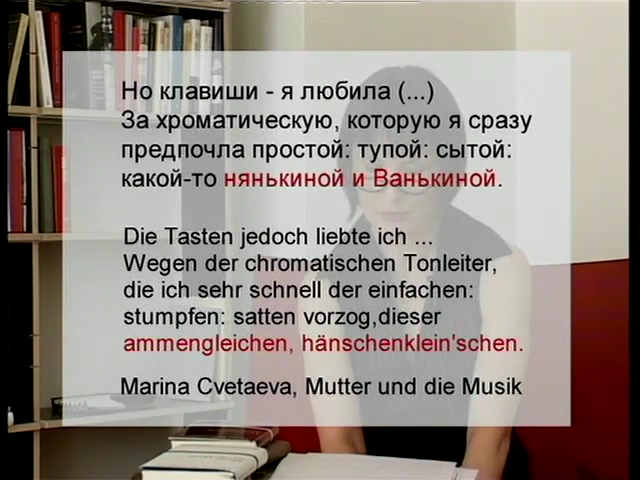 Но клавиши - я любила (...)
За хроматическую, которую я сразу
предпочла простой: тупой: сытой:
какой-то нянькиной и Ванькиной.
Die Tasten jedoch liebte ich ...
Wegen der chromatischen Tonleiter,
die ich sehr schnell der einfachen:
stumpfen: satten vorzog,dieser
ammengleichen, hänschenklein'schen.
Marina Cvetaeva, Mutter und die Musik